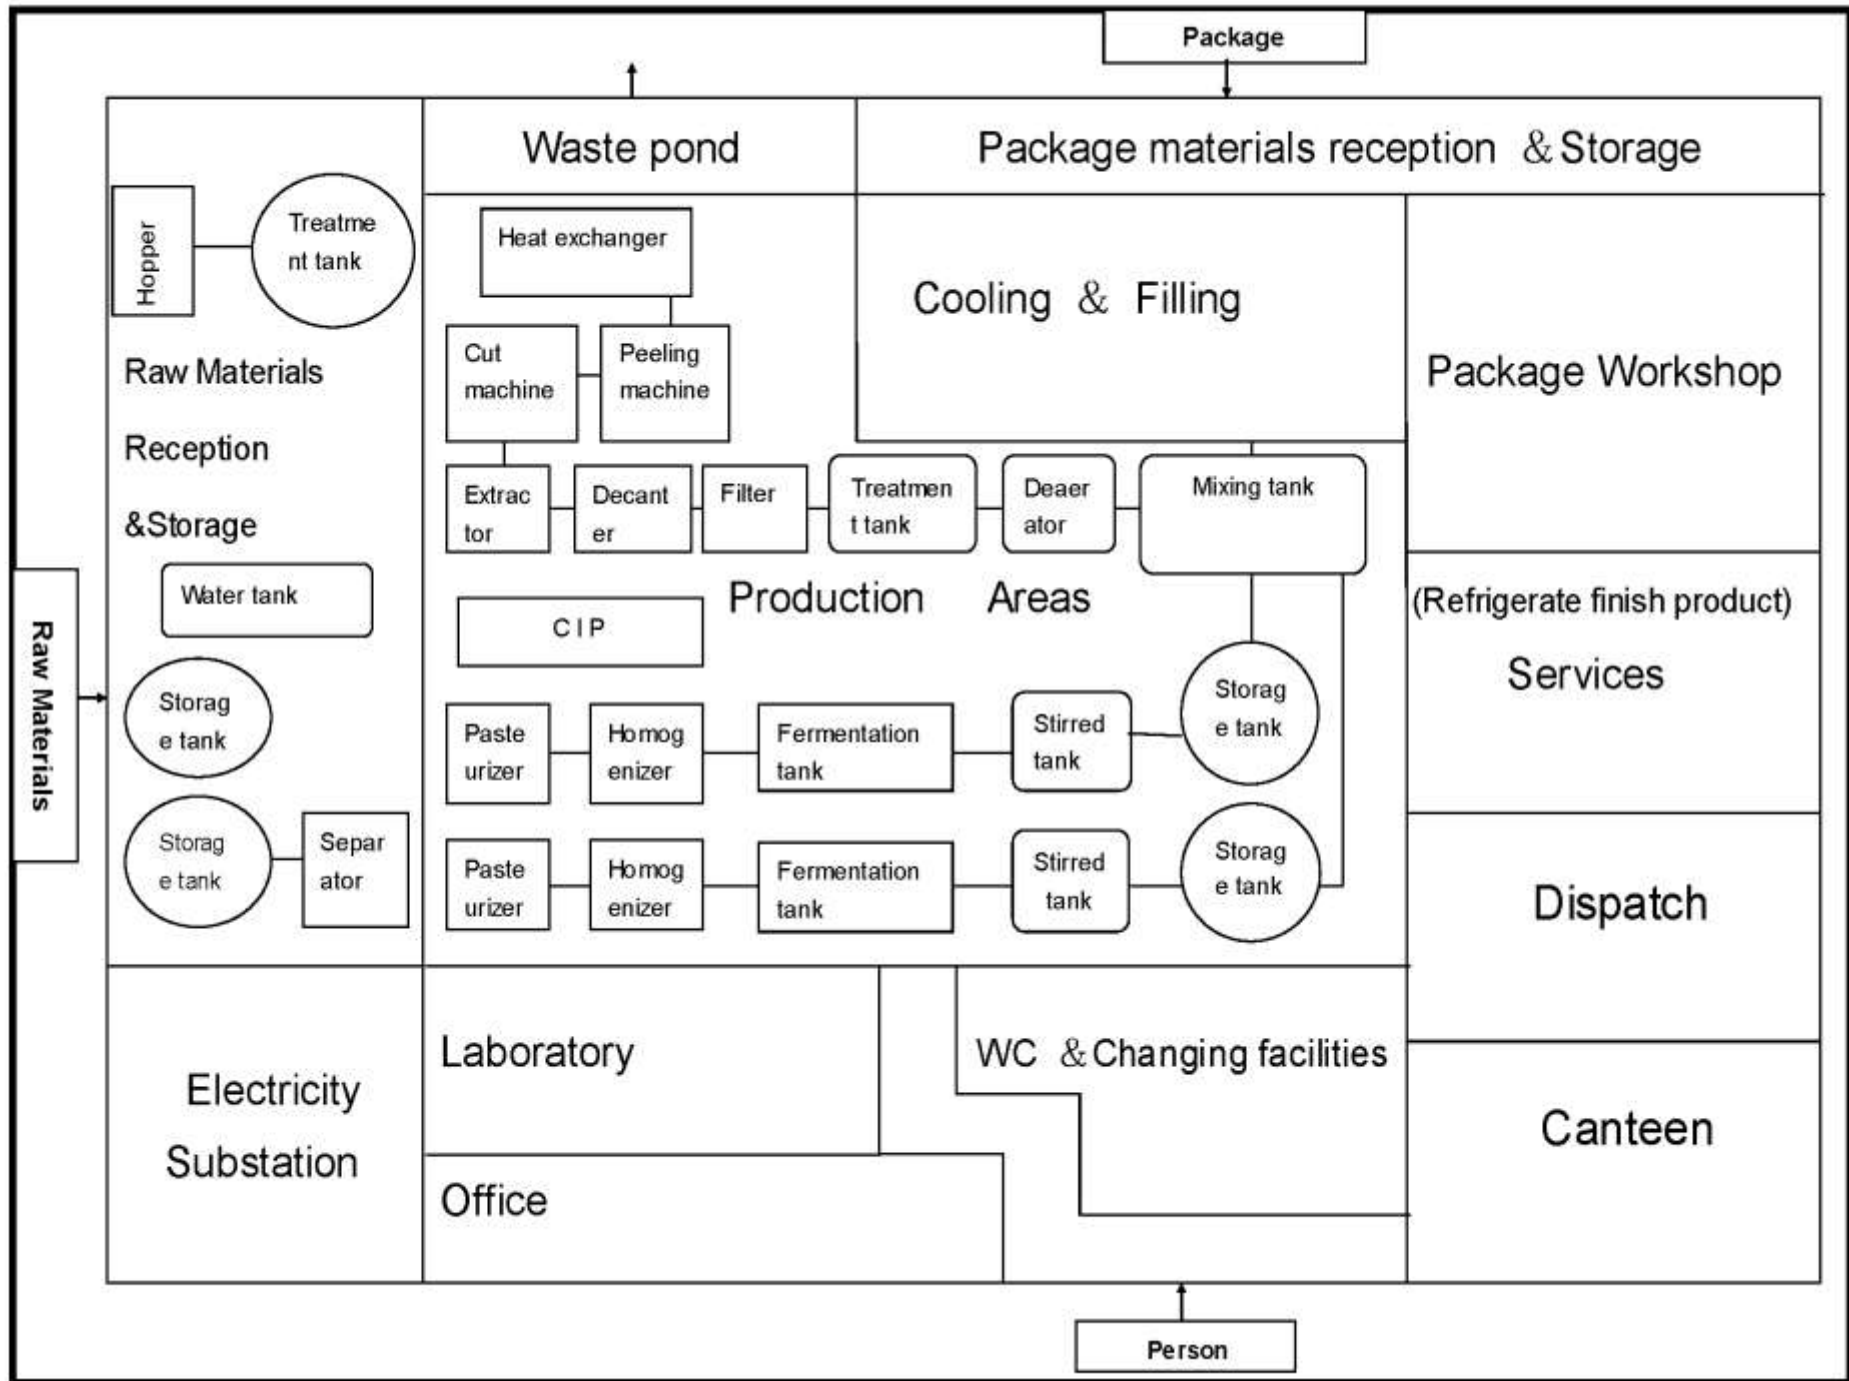 Package
Waste pond
Package materials reception & Storage
Hopper
Treatme
nt tank
Heat exchanger
Cooling & Filling
Cut
machine
Peeling
machine
Raw Materials
Reception
&Storage
Package Workshop
Extrac
tor
Decant
er
Filter
Treatmen
t tank
Deaer
ator
Mixing tank
Water tank
Production Areas
CIP
(Refrigerate finish product)
Services
Raw Materials
Storag
e tank
Paste
urizer
Homog
enizer
Fermentation
tank
Stirred
tank
Storag
e tank
Storag
e tank
Separ
ator
Paste
urizer
Homog
enizer
Fermentation
tank
Stirred
tank
Storag
e tank
Dispatch
Electricity
Substation
Laboratory
WC & Changing facilities
Canteen
Office
Person